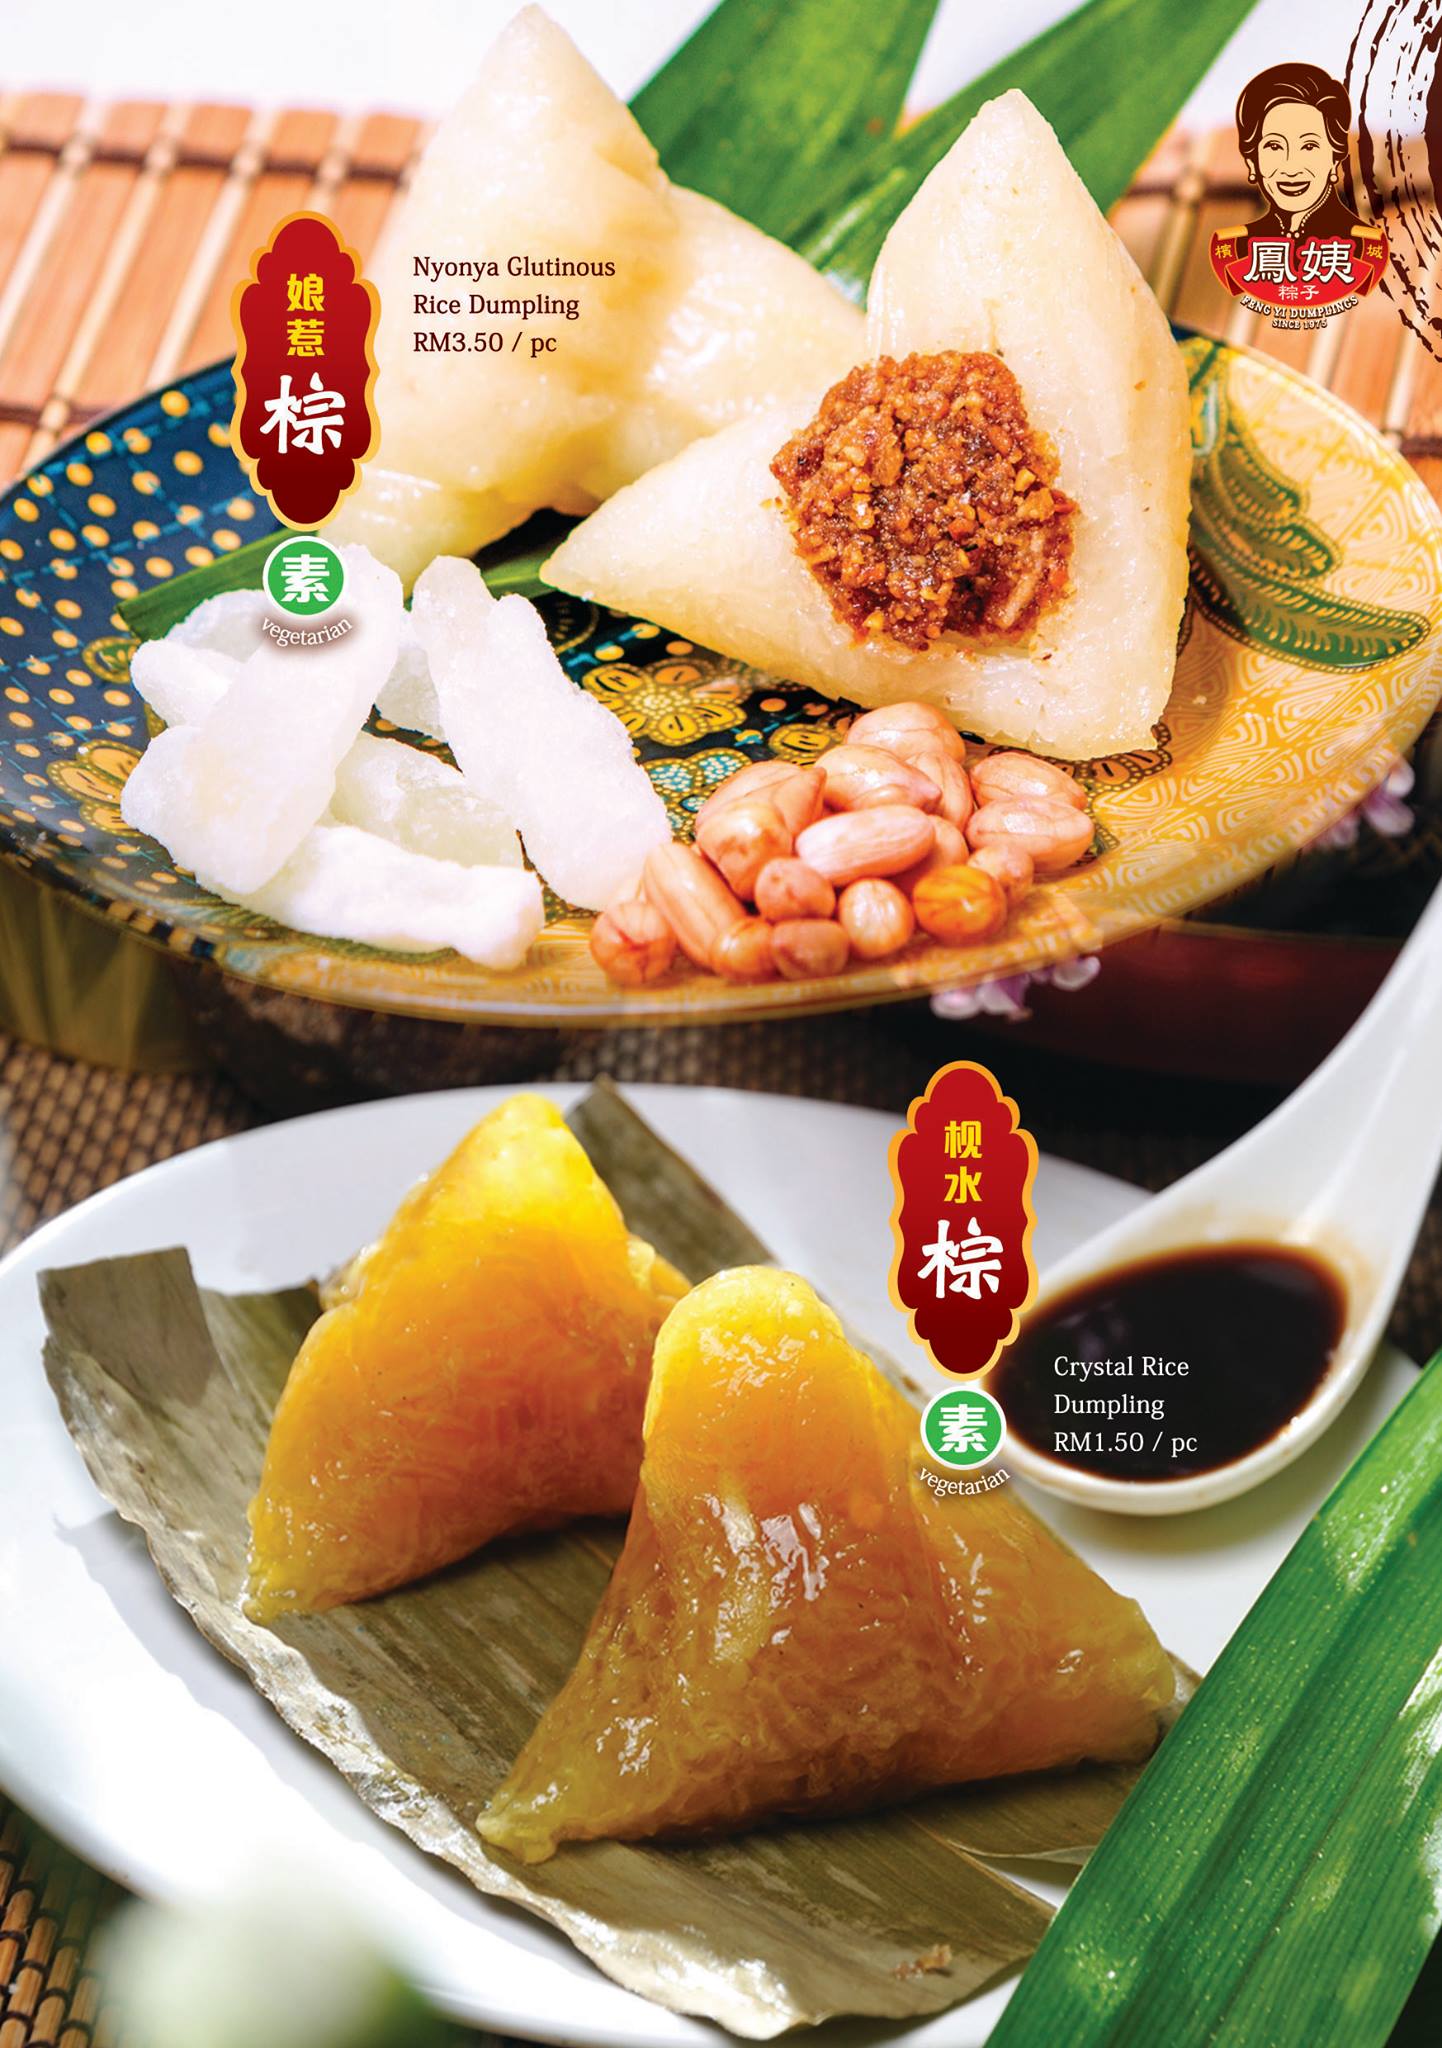 檳城
鳳姨
粽子
FENG YI DUMPLINGS
SINCE 1975
娘惹
棕
素
vegetarian
Nyonya Glutinous
Rice Dumpling
RM3.50 / pc
枧水
棕
素
vegetarian
Crystal Rice
Dumpling
RM1.50 / pc